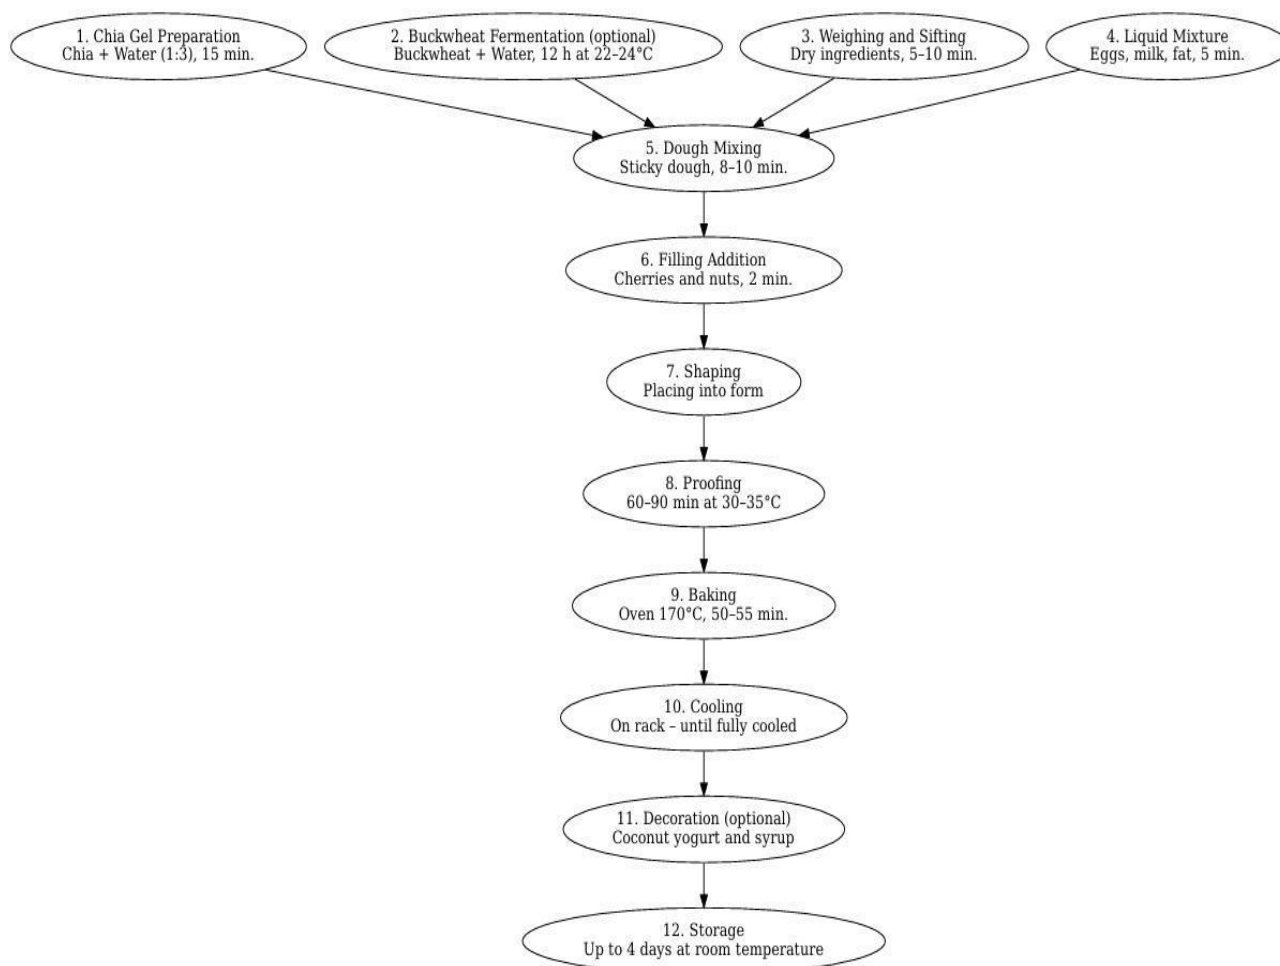 1. Chia Gel Preparation
Chia + Water (1:3), 15 min.
2. Buckwheat Fermentation (optional)
Buckwheat + Water, 12 h at 22–24°C
3. Weighing and Sifting
Dry ingredients, 5–10 min.
4. Liquid Mixture
Eggs, milk, fat, 5 min.
5. Dough Mixing
Sticky dough, 8–10 min.
6. Filling Addition
Cherries and nuts, 2 min.
7. Shaping
Placing into form
8. Proofing
60–90 min at 30–35°C
9. Baking
Oven 170°C, 50–55 min.
10. Cooling
On rack – until fully cooled
11. Decoration (optional)
Coconut yogurt and syrup
12. Storage
Up to 4 days at room temperature